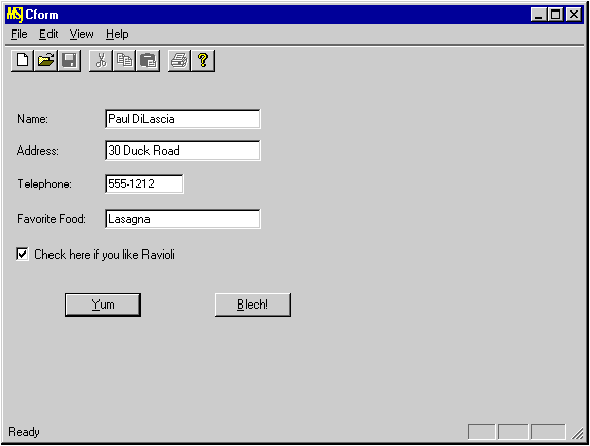 MSJ Cform
File Edit View Help
Name: Paul DiLascia
Address: 30 Duck Road
Telephone: 555-1212
Favorite Food: Lasagna
Check here if you like Ravioli
Yum Blech!
Ready